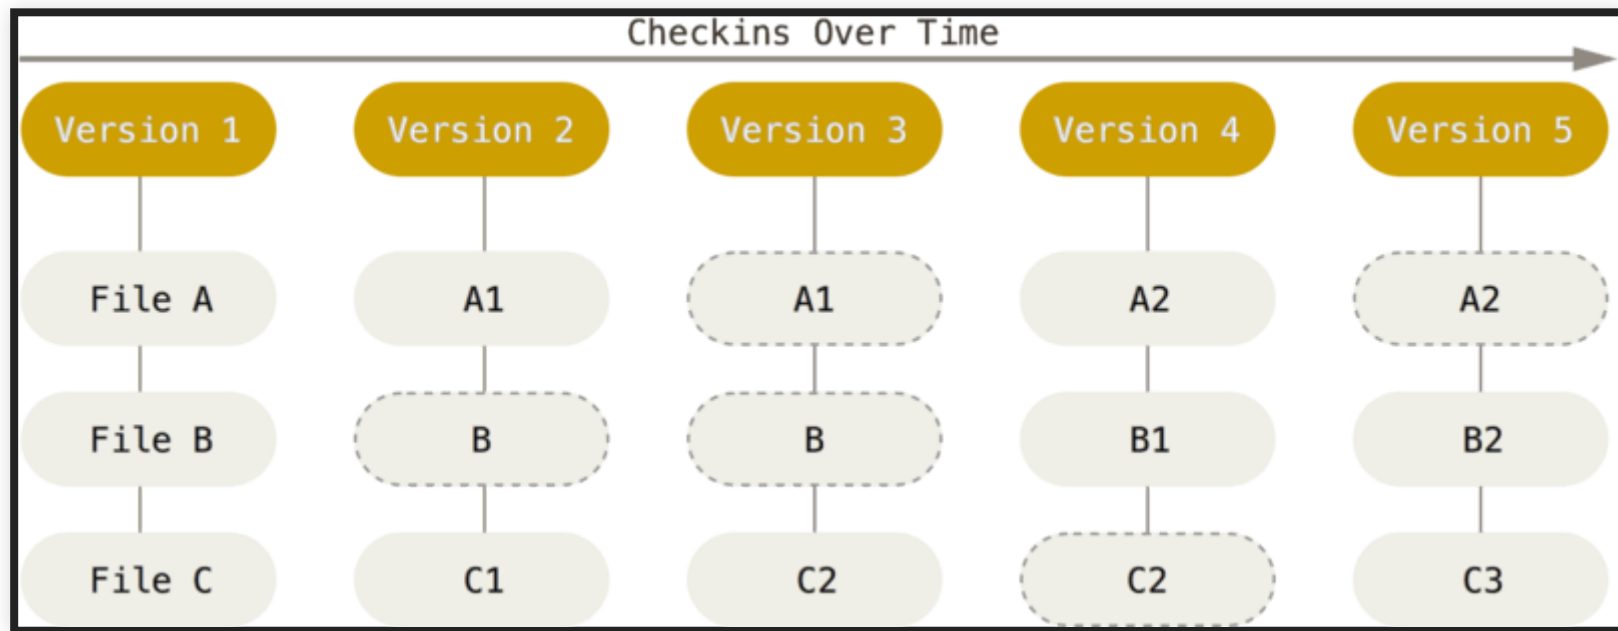 Checkins Over Time
Version 1 Version 2 Version 3 Version 4 Version 5
File A A1 A1 A2 A2
File B B B B1 B2
File C C1 C2 C2 C3